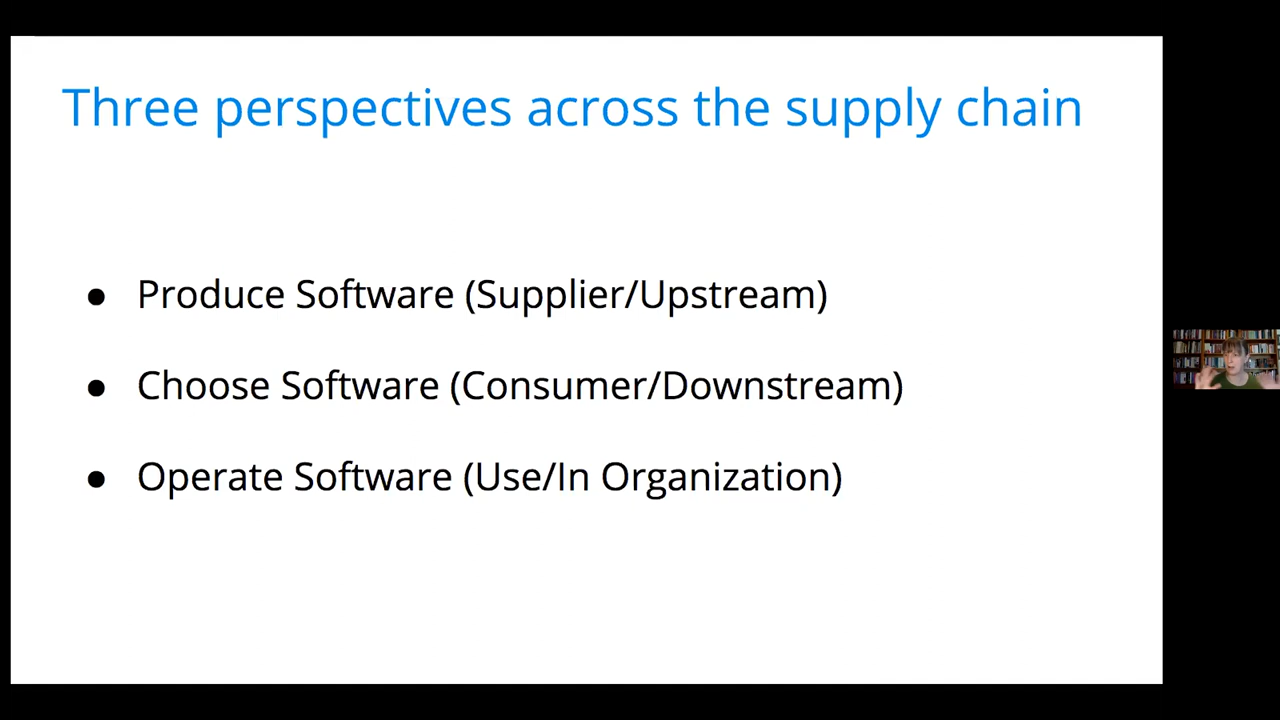 Three perspectives across the supply chain
● Produce Software (Supplier/Upstream)
● Choose Software (Consumer/Downstream)
● Operate Software (Use/In Organization)